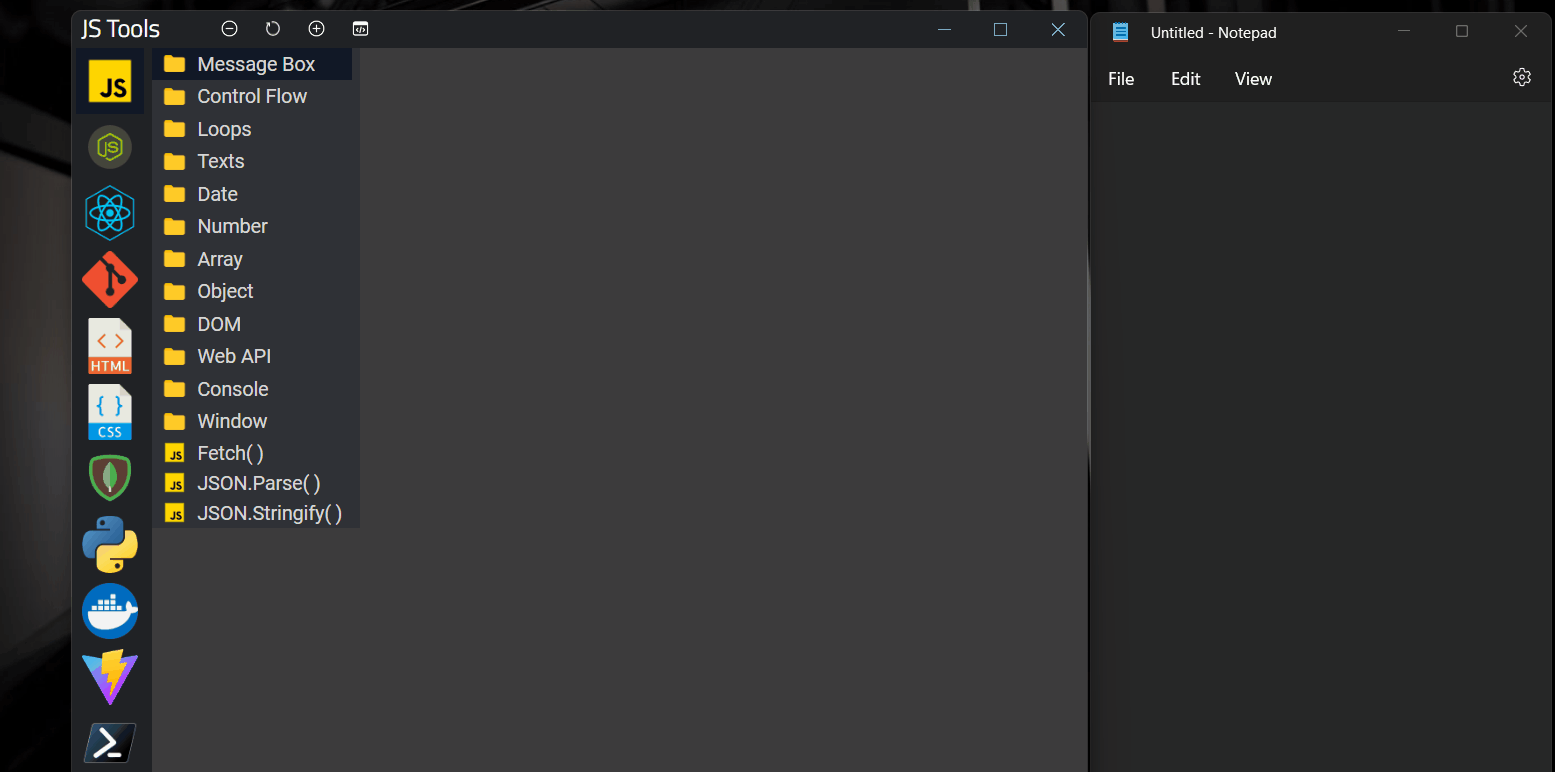 JS Tools
JS
Message Box
Control Flow
Loops
Texts
Date
Number
Array
Object
DOM
Web API
Console
Window
JS Fetch( )
JS JSON.Parse( )
JS JSON.Stringify( )
JS
HTML
CSS
Untitled - Notepad
File Edit View